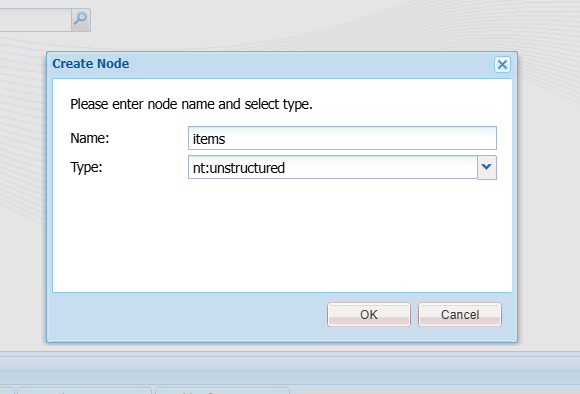 Create Node
Please enter node name and select type.
Name:
items
Type:
nt:unstructured
OK
Cancel